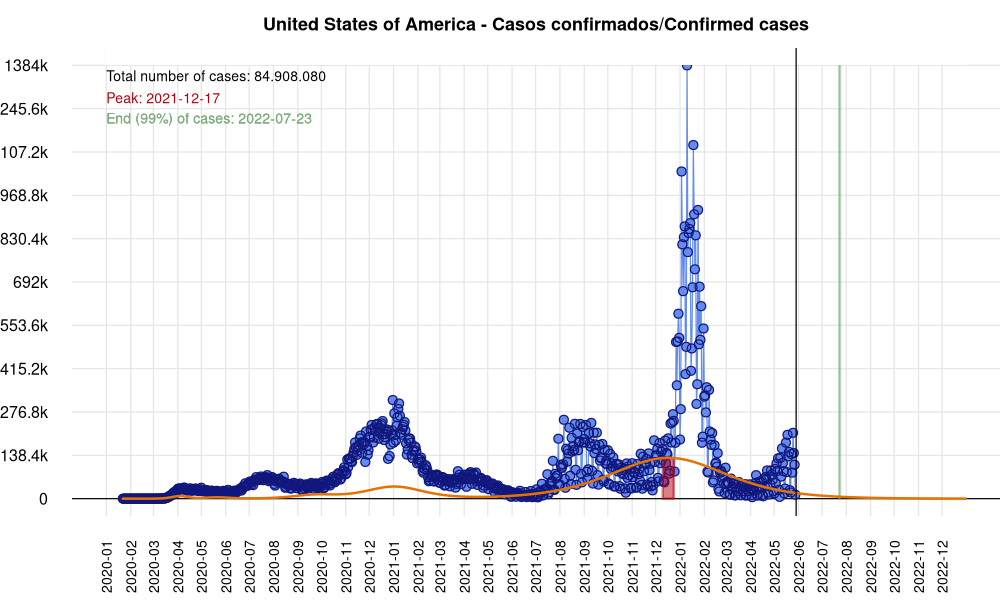 United States of America - Casos confirmados/Confirmed cases
1384k
Total number of cases: 84.908.080
Peak: 2021-12-17
245.6k
End (99%) of cases: 2022-07-23
107.2k
968.8k
830.4k
692k
553.6k
415.2k
276.8k
138.4k
0
2020-01
2020-02
2020-03
2020-04
2020-05
2020-06
2020-07
2020-08
2020-09
2020-10
2020-11
2020-12
2021-01
2021-02
2021-03
2021-04
2021-05
2021-06
2021-07
2021-08
2021-09
2021-10
2021-11
2021-12
2022-01
2022-02
2022-03
2022-04
2022-05
2022-06
2022-07
2022-08
2022-09
2022-10
2022-11
2022-12